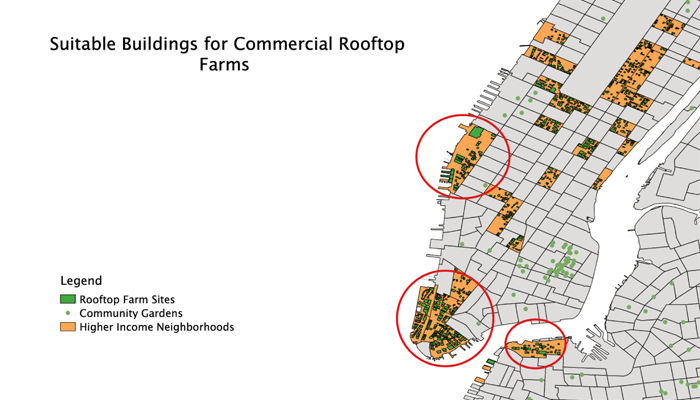 Suitable Buildings for Commercial Rooftop
Farms
Legend
Rooftop Farm Sites
Community Gardens
Higher Income Neighborhoods